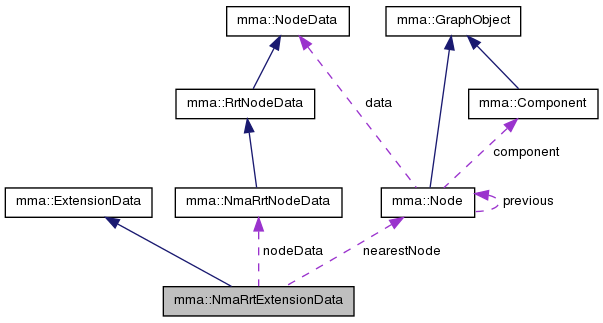 mma::NodeData
mma::GraphObject
mma::RrtNodeData
data
mma::Component
component
mma::ExtensionData
mma::NmaRrtNodeData
mma::Node
previous
nodeData
nearestNode
mma::NmaRrtExtensionData